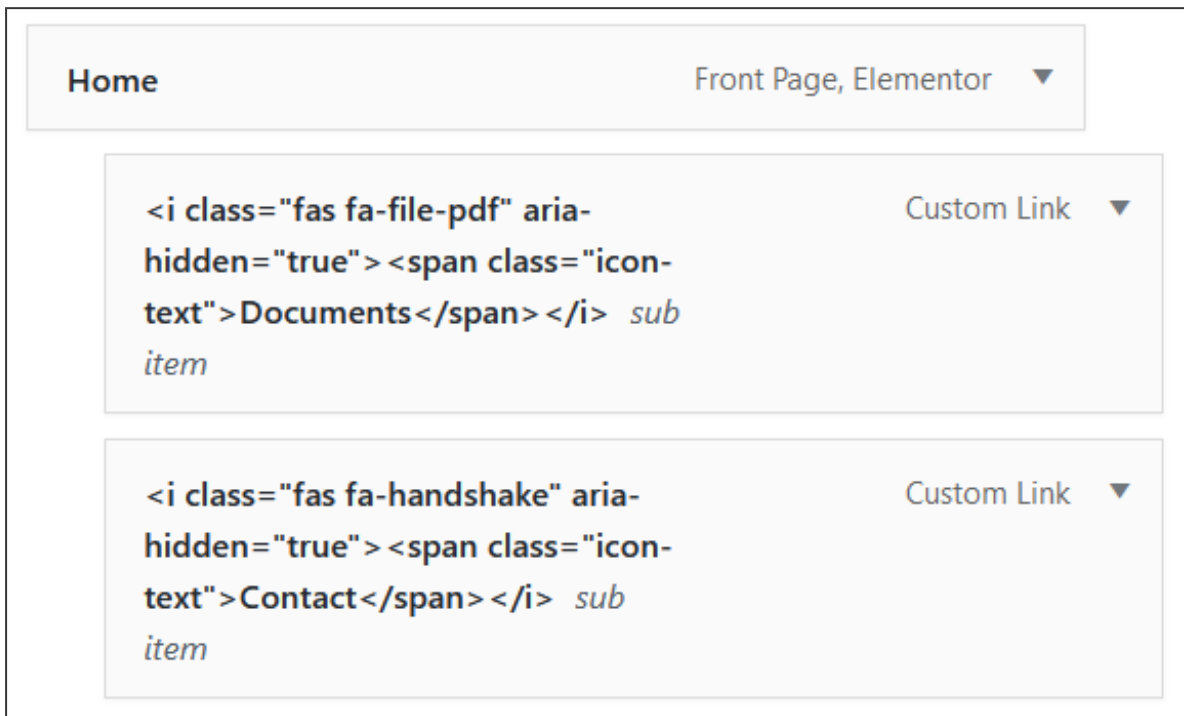 Home Front Page, Elementor
<i class="fas fa-file-pdf" aria- Custom Link
hidden="true"><span class="icon-
text">Documents</span></i> sub
item
<i class="fas fa-handshake" aria- Custom Link
hidden="true"><span class="icon-
text">Contact</span></i> sub
item